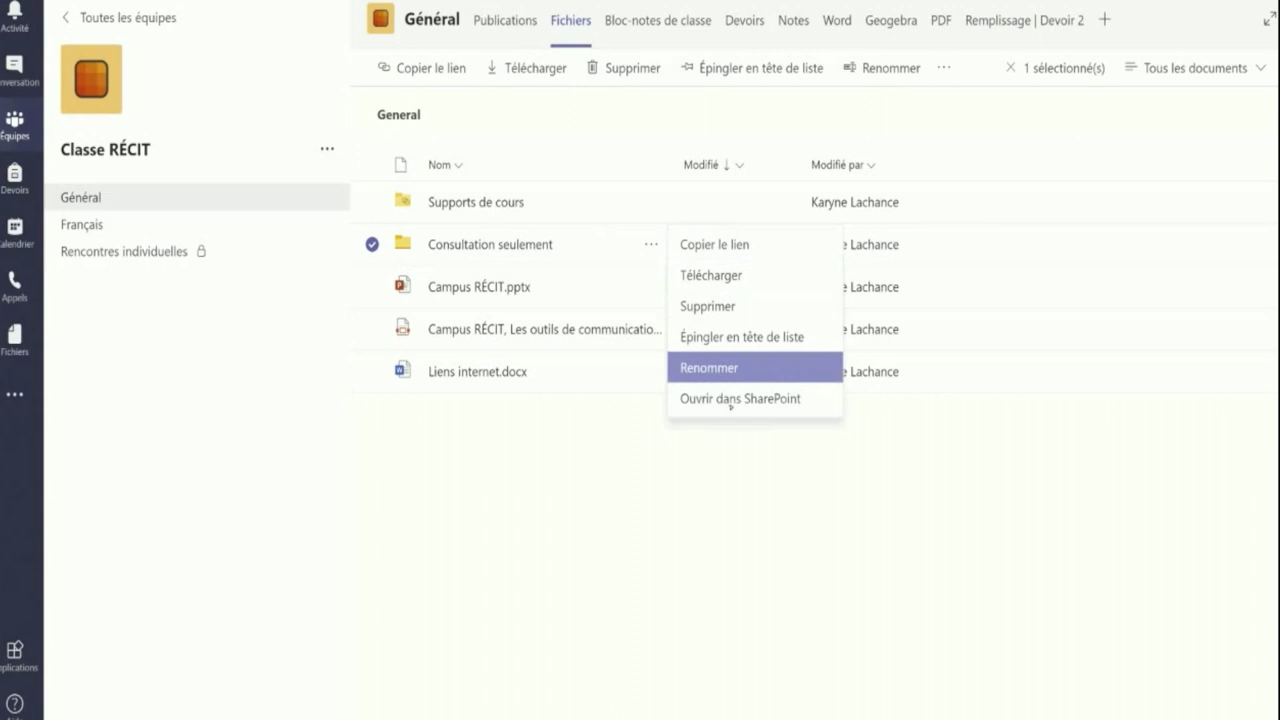 Activité
nversation
Équipes
Devoirs
alendrier
Appels
Fichiers
pplications
Toutes les équipes
Classe RÉCIT
Général
Français
Rencontres individuelles
Général Publications Fichiers Bloc-notes de classe Devoirs Notes Word Geogebra PDF Remplissage | Devoir 2
Copier le lien Télécharger Supprimer Épingler en tête de liste Renommer 1 sélectionné(s) Tous les documents
General
Nom Modifié Modifié par
Supports de cours Karyne Lachance
Consultation seulement e Lachance
Campus RÉCIT.pptx e Lachance
Campus RÉCIT, Les outils de communicatio... e Lachance
Liens internet.docx e Lachance
Copier le lien
Télécharger
Supprimer
Épingler en tête de liste
Renommer
Ouvrir dans SharePoint